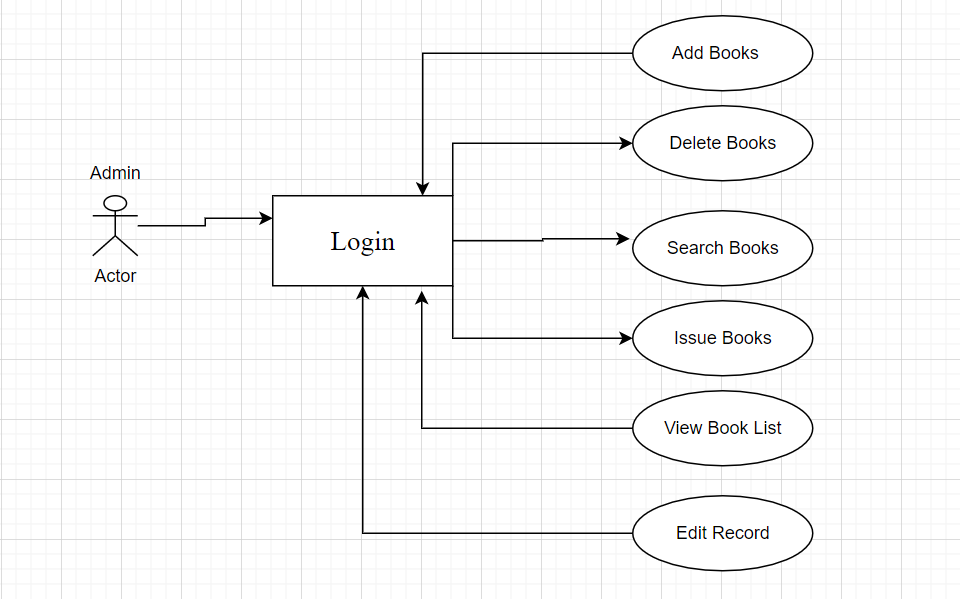 Admin
Actor
Login
Add Books
Delete Books
Search Books
Issue Books
View Book List
Edit Record